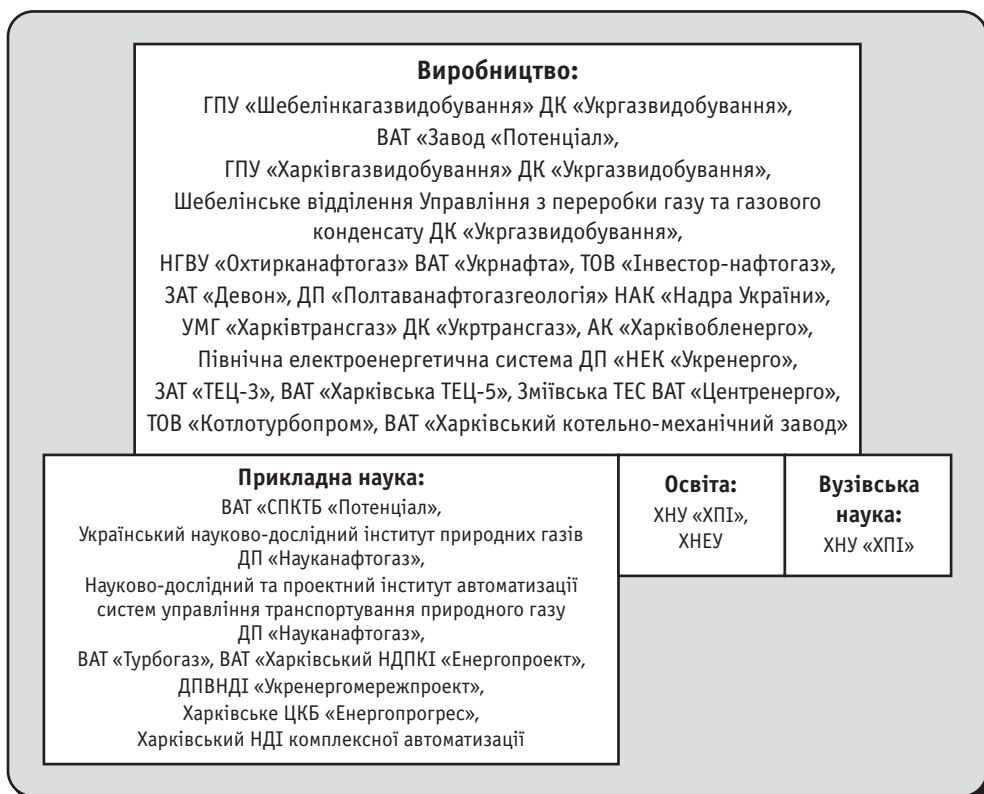 Виробництво:
ГПУ «Шебелінкагазвидобування» ДК «Укргазвидобування»,
ВАТ «Завод «Потенціал»,
ГПУ «Харківгазвидобування» ДК «Укргазвидобування»,
Шебелінське відділення Управління з переробки газу та газового
конденсату ДК «Укргазвидобування»,
НГВУ «Охтирканафтогаз» ВАТ «Укрнафта», ТОВ «Інвестор-нафтогаз»,
ЗАТ «Девон», ДП «Полтаванафтогазгеологія» НАК «Надра України»,
УМГ «Харківтрансгаз» ДК «Укртрансгаз», АК «Харківобленерго»,
Північна електроенергетична система ДП «НЕК «Укренерго»,
ЗАТ «ТЕЦ-3», ВАТ «Харківська ТЕЦ-5», Зміївська ТЕС ВАТ «Центренерго»,
ТОВ «Котлотурбопром», ВАТ «Харківський котельно-механічний завод»
Прикладна наука:
ВАТ «СПКТБ «Потенціал»,
Український науково-дослідний інститут природних газів
ДП «Науканафтогаз»,
Науково-дослідний та проектний інститут автоматизації
систем управління транспортування природного газу
ДП «Науканафтогаз»,
ВАТ «Турбогаз», ВАТ «Харківський НДПКІ «Енергопроект»,
ДПВНДІ «Укренергомережпроект»,
Харківське ЦКБ «Енергопрогрес»,
Харківський НДІ комплексної автоматизації
Освіта:
ХНУ «ХПІ»,
ХНЕУ
Вузівська
наука:
ХНУ «ХПІ»